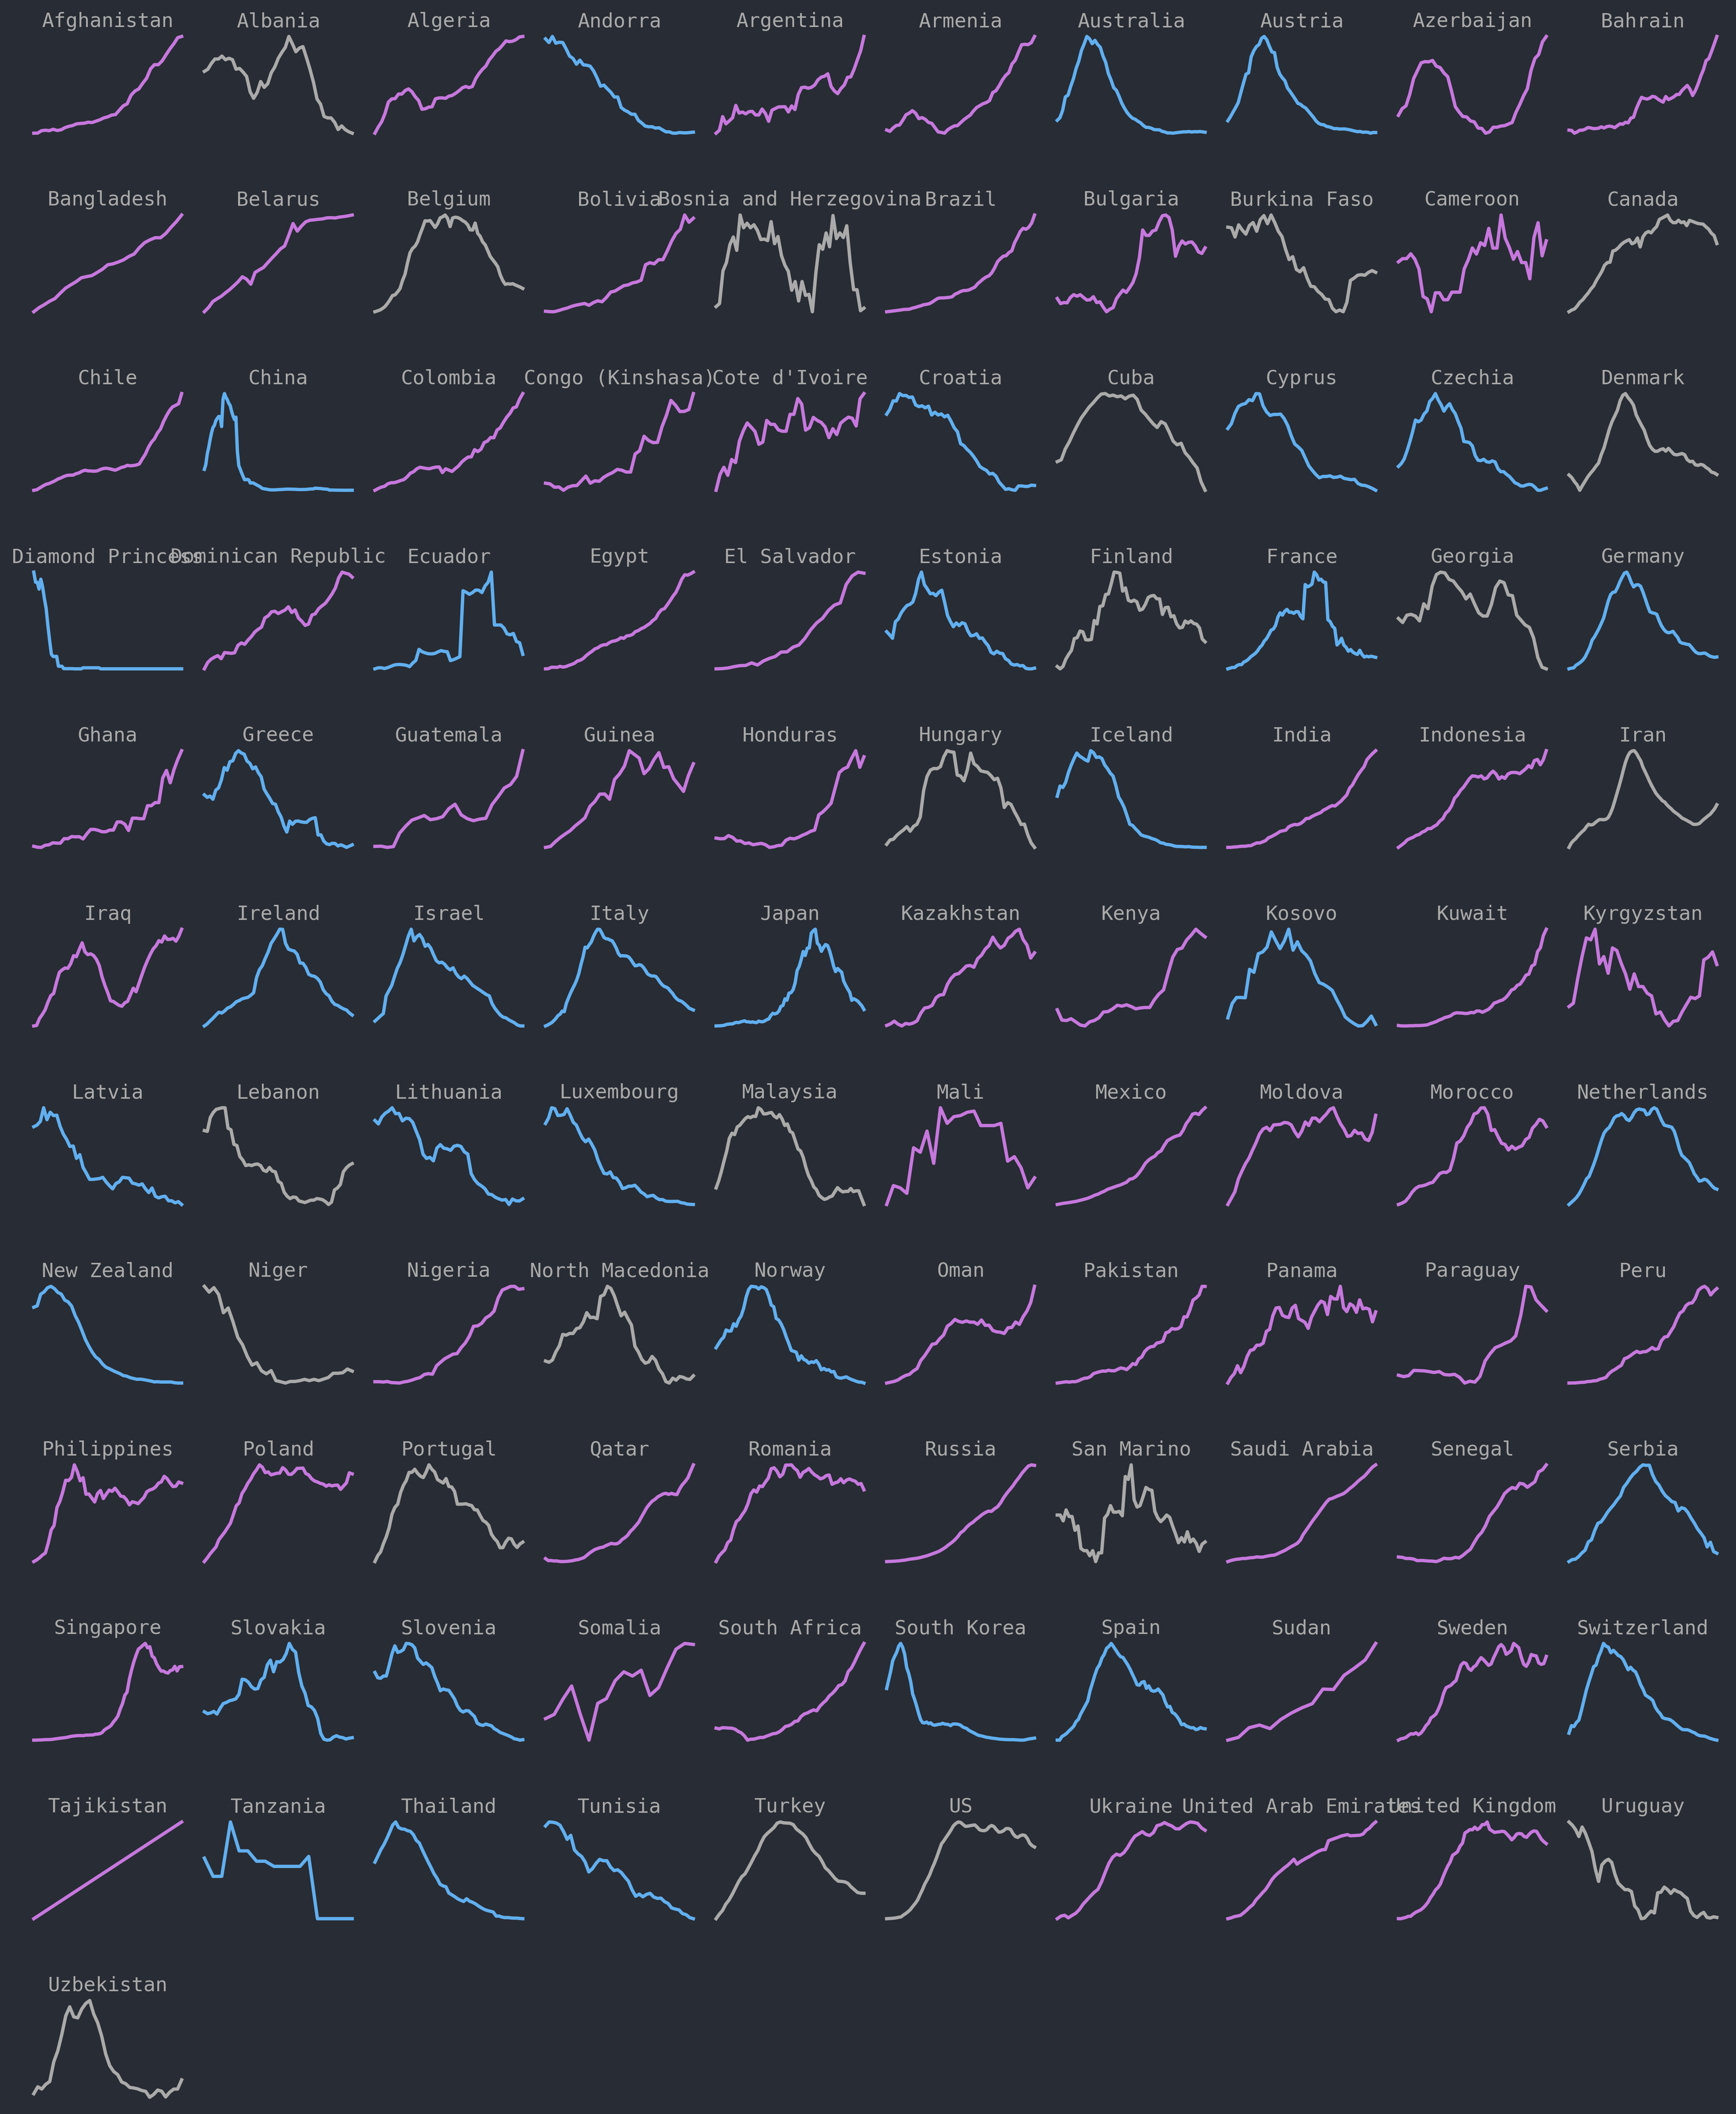 Afghanistan Albania Algeria Andorra Argentina Armenia Australia Austria Azerbaijan Bahrain
Bangladesh Belarus Belgium Bolivia Bosnia and Herzegovina Brazil Bulgaria Burkina Faso Cameroon Canada
Chile China Colombia Congo (Kinshasa) Cote d'Ivoire Croatia Cuba Cyprus Czechia Denmark
Diamond Princess Dominican Republic Ecuador Egypt El Salvador Estonia Finland France Georgia Germany
Ghana Greece Guatemala Guinea Honduras Hungary Iceland India Indonesia Iran
Iraq Ireland Israel Italy Japan Kazakhstan Kenya Kosovo Kuwait Kyrgyzstan
Latvia Lebanon Lithuania Luxembourg Malaysia Mali Mexico Moldova Morocco Netherlands
New Zealand Niger Nigeria North Macedonia Norway Oman Pakistan Panama Paraguay Peru
Philippines Poland Portugal Qatar Romania Russia San Marino Saudi Arabia Senegal Serbia
Singapore Slovakia Slovenia Somalia South Africa South Korea Spain Sudan Sweden Switzerland
Tajikistan Tanzania Thailand Tunisia Turkey US Ukraine United Arab Emirates United Kingdom Uruguay
Uzbekistan